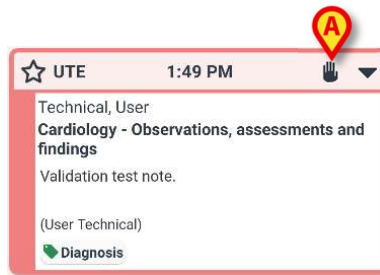 A
UTE 1:49 PM
Technical, User
Cardiology - Observations, assessments and
findings
Validation test note.
(User Technical)
Diagnosis